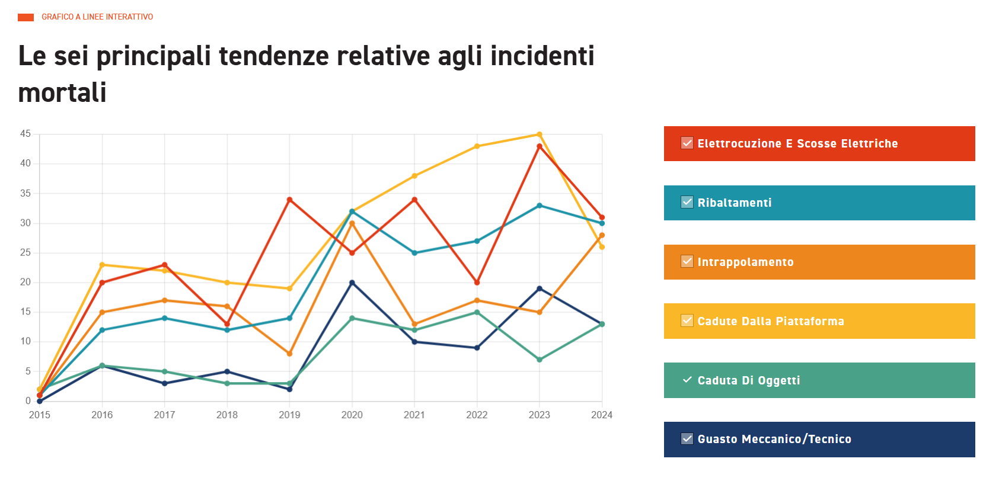 GRAFICO A LINEE INTERATTIVO
Le sei principali tendenze relative agli incidenti
mortali
45
40
35
30
25
20
15
10
5
0
2015 2016 2017 2018 2019 2020 2021 2022 2023 2024
Elettrocuzione E Scosse Elettriche
Ribaltamenti
Intrappolamento
Cadute Dalla Piattaforma
Caduta Di Oggetti
Guasto Meccanico/Tecnico